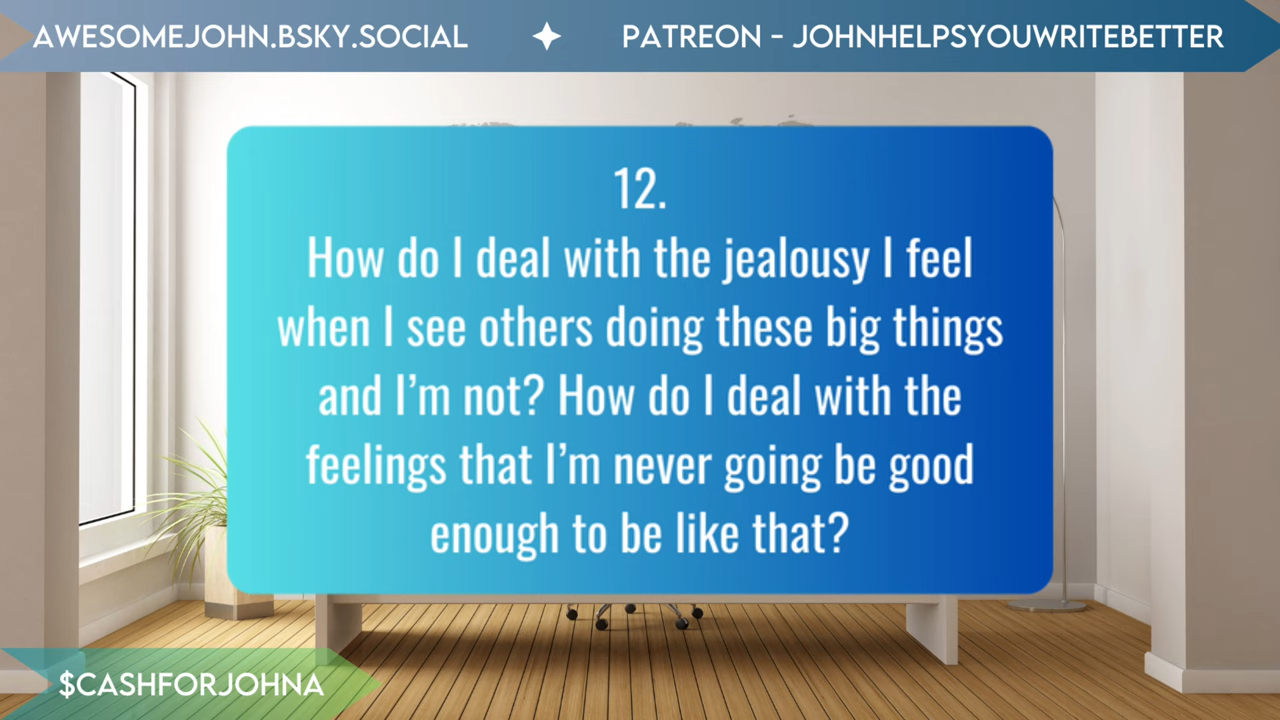 AWESOMEJOHN.BSKY.SOCIAL
PATREON - JOHNHELPSYOUWRITEBETTER
12.
How do I deal with the jealousy I feel
when I see others doing these big things
and I'm not? How do I deal with the
feelings that I'm never going be good
enough to be like that?
$CASHFORJOHNA